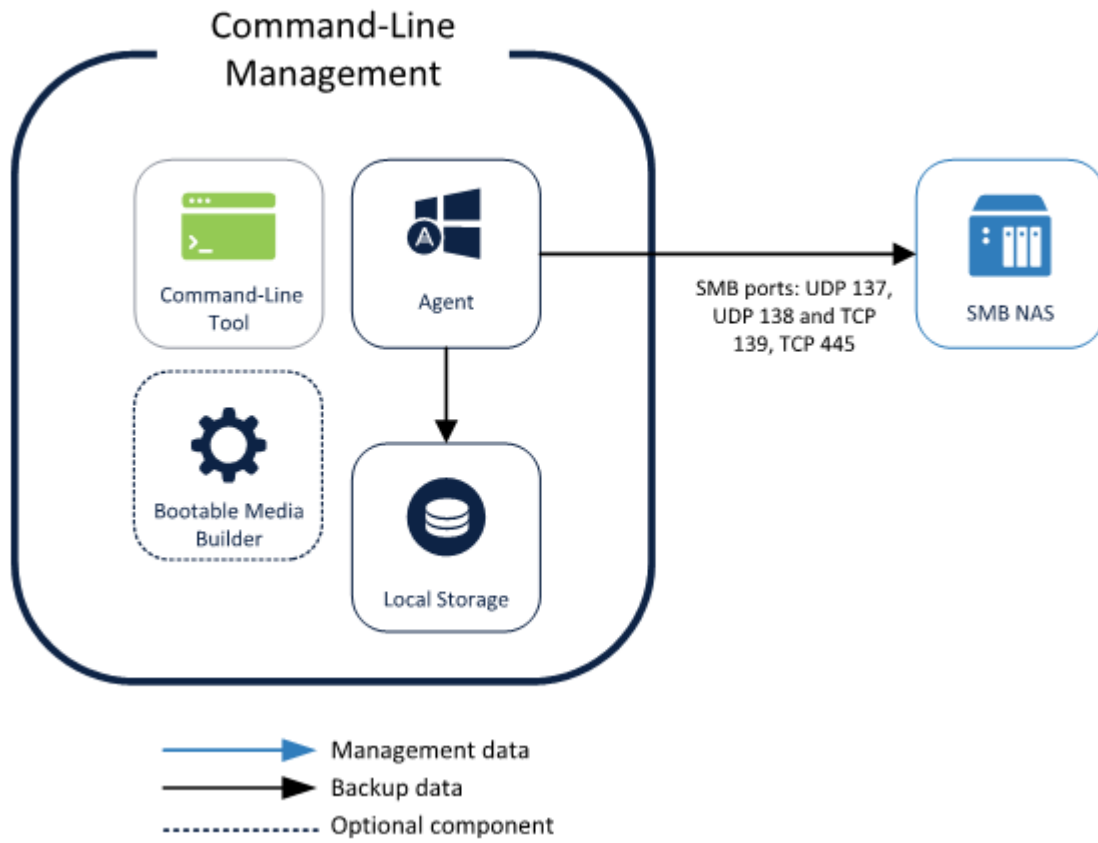 Command-Line
Management
Command-Line
Tool
Agent
SMB ports: UDP 137,
UDP 138 and TCP
139, TCP 445
SMB NAS
Bootable Media
Builder
Local Storage
Management data
Backup data
Optional component